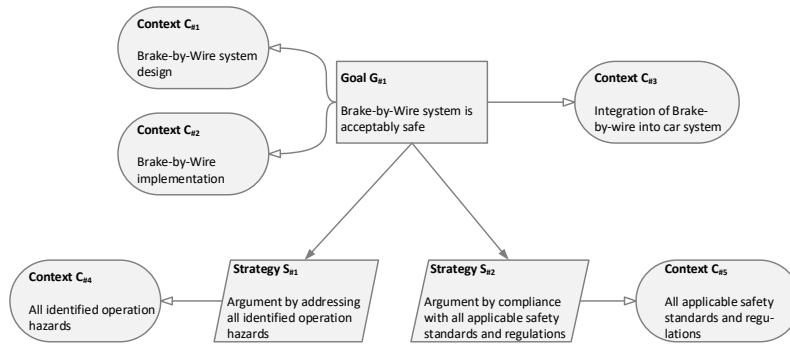 Context C#1
Brake-by-Wire system
design
Goal G#1
Brake-by-Wire system is
acceptably safe
Context C#3
Integration of Brake-
by-wire into car system
Context C#2
Brake-by-Wire
implementation
Context C#4
All identified operation
hazards
Strategy S#1
Argument by addressing
all identified operation
hazards
Strategy S#2
Argument by compliance
with all applicable safety
standards and regulations
Context C#5
All applicable safety
standards and regu-
lations